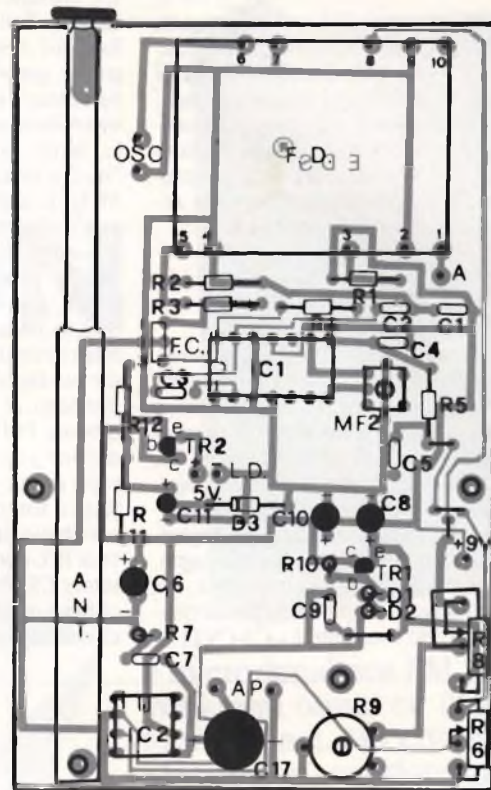 6 7 8 9 10
OSC
F.D.
5 4 3 2 1
R2 R1 A
R3 C2 C1
F.C. C4
C3 C1
MF2 R5
R12 b e
c TR2
+ - L.D. C5
5V. C8
R
11 C11 D3 C10
+ + +
+9V
R10 c e
b TR1
+ C6
-
A
N
T.
D1
C9 D2
R7
C7 R
8
AP R9
C2 R
6
C17